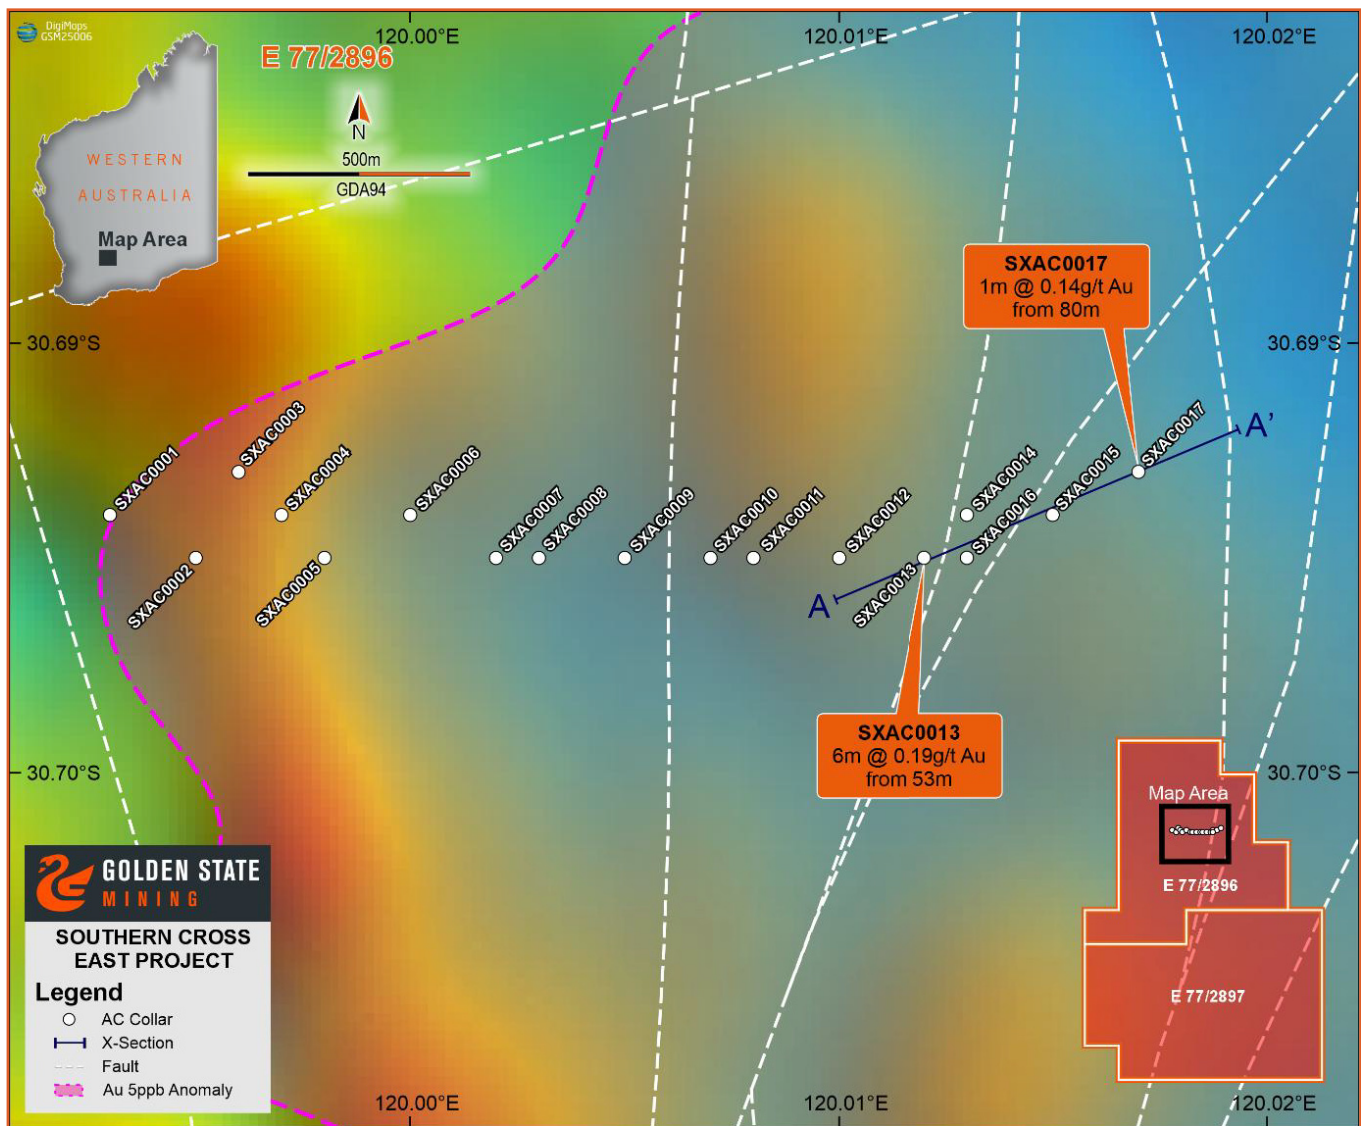 DigiMaps
GSM25006
120.00°E
120.01°E
120.02°E
E 77/2896
N
500m
GDA94
WESTERN
AUSTRALIA
Map Area
SXAC0017
1m @ 0.14g/t Au
from 80m
30.69°S
30.69°S
SXAC0001
SXAC0002
SXAC0003
SXAC0004
SXAC0005
SXAC0006
SXAC0007
SXAC0008
SXAC0009
SXAC0010
SXAC0011
SXAC0012
SXAC0013
SXAC0014
SXAC0016
SXAC0015
SXAC0017
A
A'
SXAC0013
6m @ 0.19g/t Au
from 53m
30.70°S
30.70°S
Map Area
E 77/2896
E 77/2897
GOLDEN STATE
MINING
SOUTHERN CROSS
EAST PROJECT
Legend
AC Collar
X-Section
Fault
Au 5ppb Anomaly
120.00°E
120.01°E
120.02°E